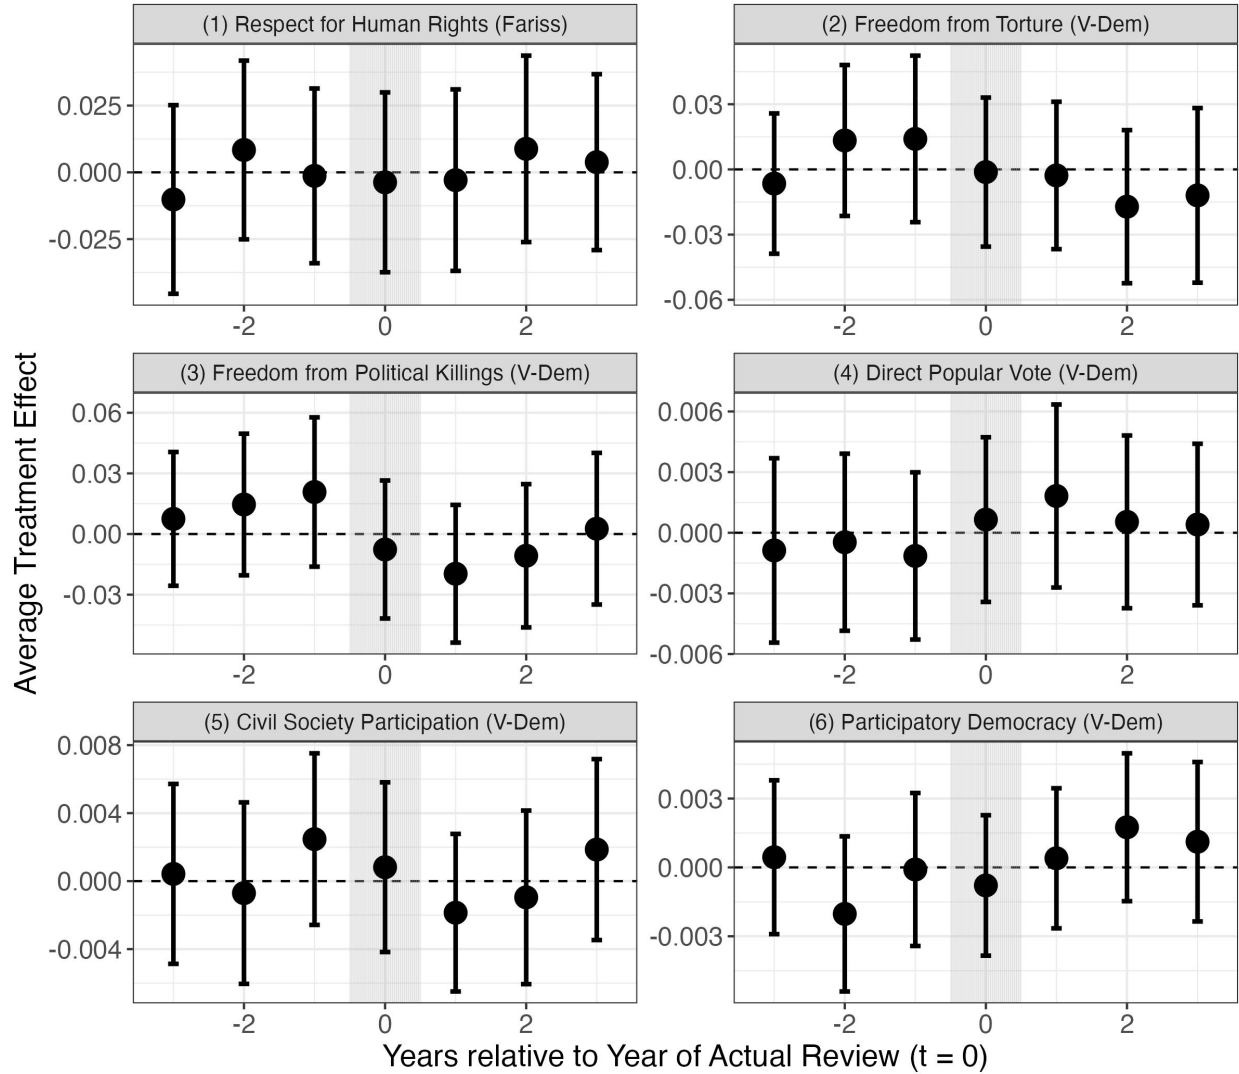 (1) Respect for Human Rights (Fariss)
0.025
0.000
-0.025
-2 0 2
(2) Freedom from Torture (V-Dem)
0.03
0.00
-0.03
-0.06
-2 0 2
(3) Freedom from Political Killings (V-Dem)
0.06
0.03
0.00
-0.03
-2 0 2
(4) Direct Popular Vote (V-Dem)
0.006
0.003
0.000
-0.003
-0.006
-2 0 2
(5) Civil Society Participation (V-Dem)
0.008
0.004
0.000
-0.004
-2 0 2
(6) Participatory Democracy (V-Dem)
0.003
0.000
-0.003
-2 0 2
Average Treatment Effect
Years relative to Year of Actual Review (t = 0)